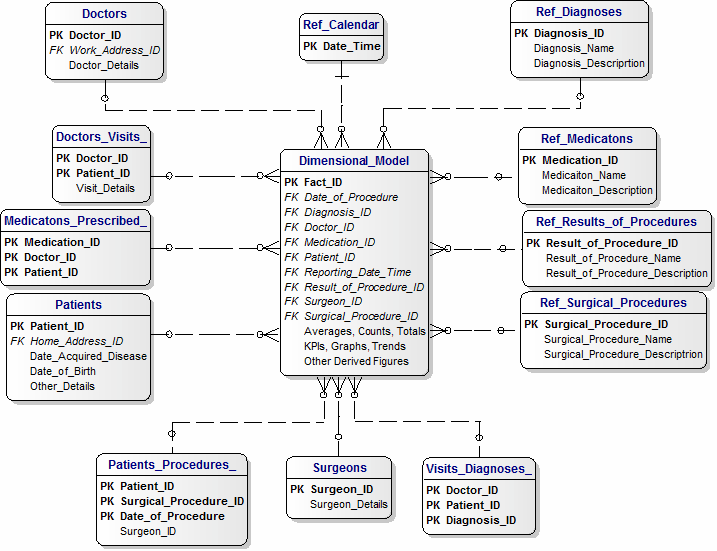 Doctors
PK Doctor_ID
FK Work_Address_ID
Doctor_Details
Ref_Calendar
PK Date_Time
Ref_Diagnoses
PK Diagnosis_ID
Diagnosis_Name
Diagnosis_Descriprtion
Doctors_Visits_
PK Doctor_ID
PK Patient_ID
Visit_Details
Medicatons_Prescribed_
PK Medication_ID
PK Doctor_ID
PK Patient_ID
Patients
PK Patient_ID
FK Home_Address_ID
Date_Acquired_Disease
Date_of_Birth
Other_Details
Dimensional_Model
PK Fact_ID
FK Date_of_Procedure
FK Diagnosis_ID
FK Doctor_ID
FK Medication_ID
FK Patient_ID
FK Reporting_Date_Time
FK Result_of_Procedure_ID
FK Surgeon_ID
FK Surgical_Procedure_ID
Averages, Counts, Totals
KPIs, Graphs, Trends
Other Derived Figures
Ref_Medicatons
PK Medication_ID
Medicaiton_Name
Medicaiton_Description
Ref_Results_of_Procedures
PK Result_of_Procedure_ID
Result_of_Procedure_Name
Result_of_Procedure_Description
Ref_Surgical_Procedures
PK Surgical_Procedure_ID
Surgical_Procedure_Name
Surgical_Procedure_Descriprtion
Patients_Procedures_
PK Patient_ID
PK Surgical_Procedure_ID
PK Date_of_Procedure
Surgeon_ID
Surgeons
PK Surgeon_ID
Surgeon_Details
Visits_Diagnoses_
PK Doctor_ID
PK Patient_ID
PK Diagnosis_ID